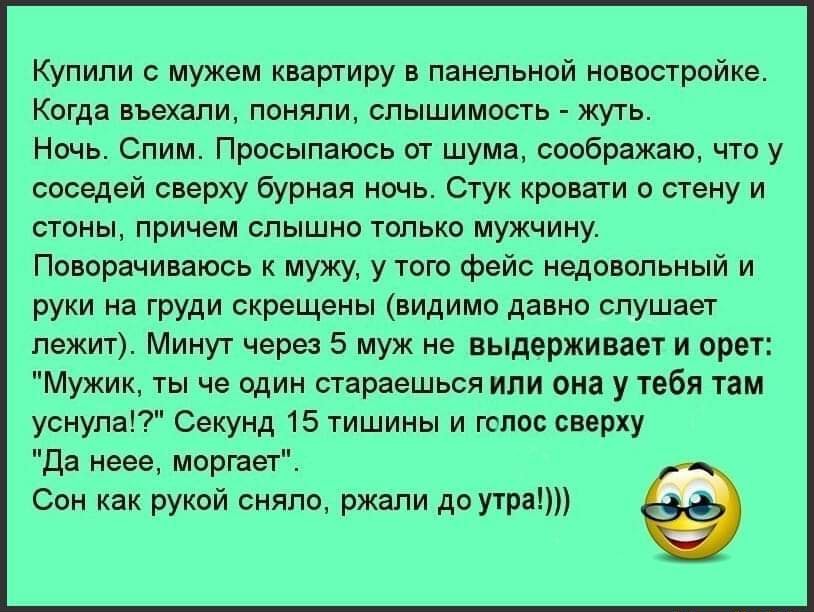 Купили с мужем квартиру в панельной новостройке.
Когда въехали, поняли, слышимость - жуть.
Ночь. Спим. Просыпаюсь от шума, соображаю, что у
соседей сверху бурная ночь. Стук кровати о стену и
стоны, причем слышно только мужчину.
Поворачиваюсь к мужу, у того фейс недовольный и
руки на груди скрещены (видимо давно слушает
лежит). Минут через 5 муж не выдерживает и орет:
"Мужик, ты че один стараешься или она у тебя там
уснула!?" Секунд 15 тишины и голос сверху
"Да неее, моргает".
Сон как рукой сняло, ржали до утра!)))